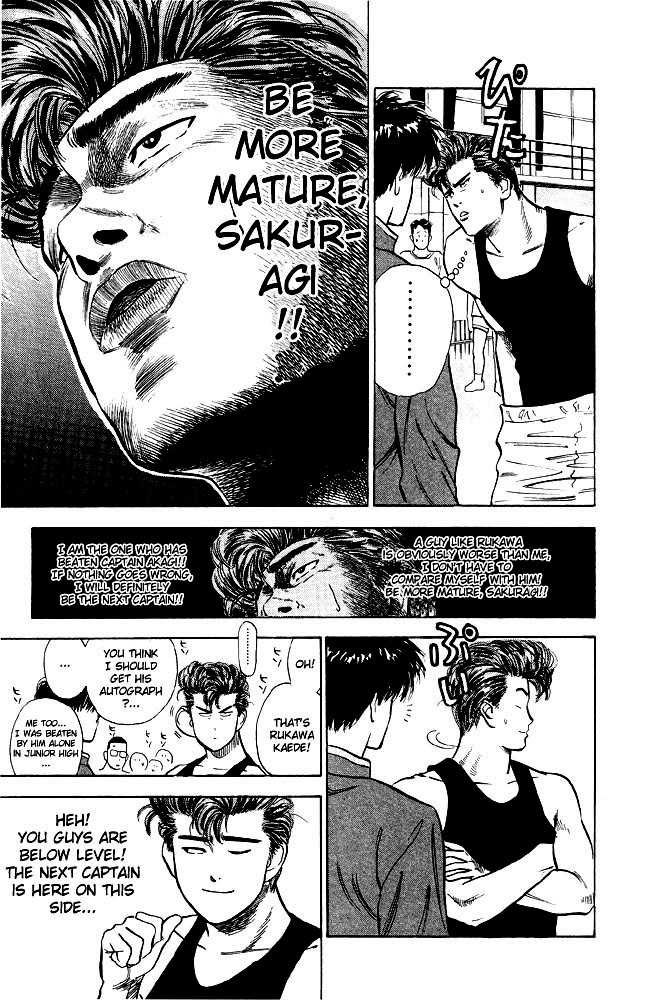 ぴた
………
BE
MORE
MATURE,
SAKUR-
AGI
!!
A GUY LIKE RUKAWA
IS OBVIOUSLY WORSE THAN ME,
I DON'T HAVE TO
COMPARE MYSELF WITH HIM!
BE MORE MATURE, SAKURAGI!!
I AM THE ONE WHO HAS
BEATEN CAPTAIN AKAGI!!
IF NOTHING GOES WRONG,
I WILL DEFINITELY
BE THE NEXT CAPTAIN!!
ぷい
OH!
THAT'S
RUKAWA
KAEDE!
………
YOU THINK
I SHOULD
GET HIS
AUTOGRAPH
?...
...
ME TOO...
I WAS BEATEN
BY HIM ALONE
IN JUNIOR HIGH
...
HEH!
YOU GUYS ARE
BELOW LEVEL!
THE NEXT CAPTAIN
IS HERE ON THIS
SIDE...